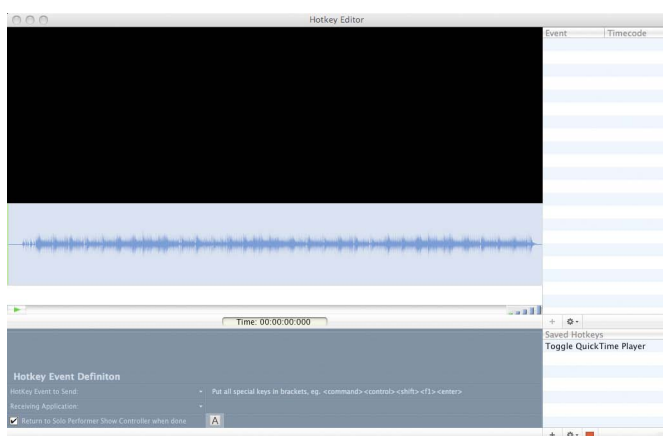 Hotkey Editor
Event Timecode
Time: 00:00:00:000
Saved Hotkeys
Toggle QuickTime Player
Hotkey Event Definiton
HotKey Event to Send: Put all special keys in brackets, eg. <command><control><shift><f1><enter>
Receiving Application:
Return to Solo Performer Show Controller when done A